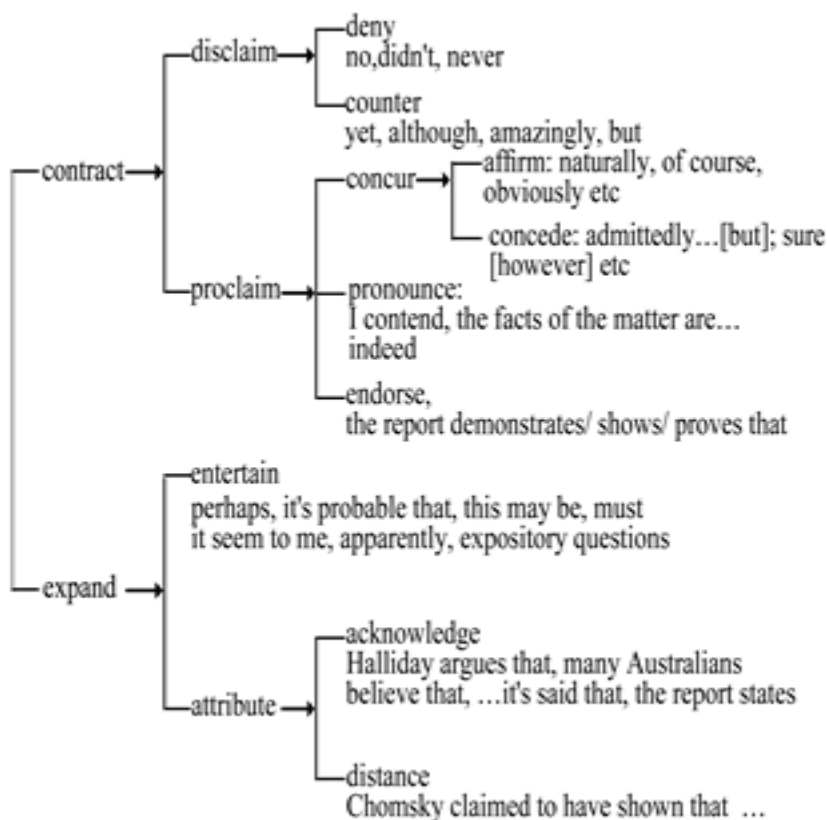 deny
disclaim
no,didn't, never
counter
yet, although, amazingly, but
contract
concur
affirm: naturally, of course,
obviously etc
concede: admittedly...[but]; sure
[however] etc
proclaim
pronounce:
I contend, the facts of the matter are...
indeed
endorse,
the report demonstrates/ shows/ proves that
entertain
perhaps, it's probable that, this may be, must
it seem to me, apparently, expository questions
expand
acknowledge
Halliday argues that, many Australians
believe that, ...it's said that, the report states
attribute
distance
Chomsky claimed to have shown that ...